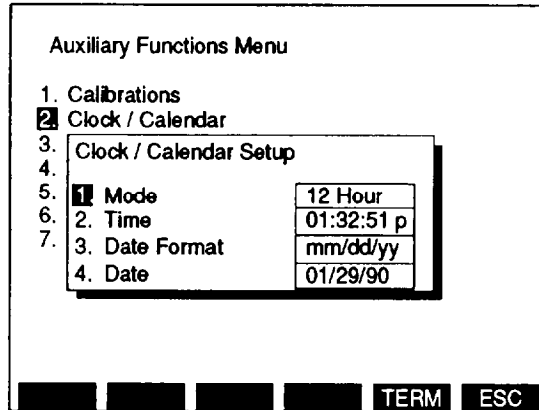 Auxiliary Functions Menu
1. Calibrations
2. Clock / Calendar
3.
4.
5.
6.
7.
Clock / Calendar Setup
1. Mode 12 Hour
2. Time 01:32:51 p
3. Date Format mm/dd/yy
4. Date 01/29/90
TERM ESC